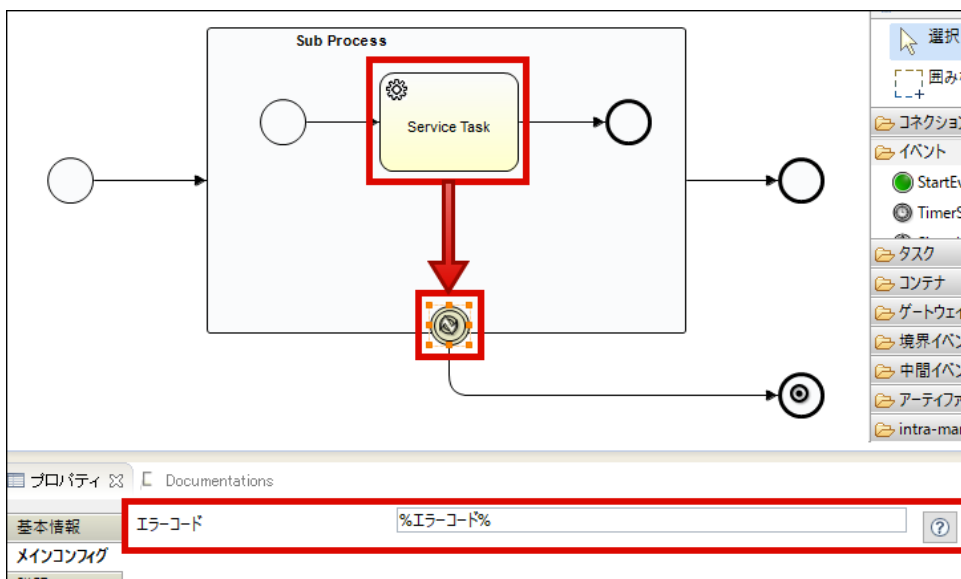 Sub Process
Service Task
選択
囲み
コネクション
イベント
StartEv
TimerS
タスク
コンテナ
ゲートウェイ
境界イベン
中間イベン
アーティファ
intra-mar
プロパティ
Documentations
基本情報
エラーコード
%エラーコード%
メインコンフィグ